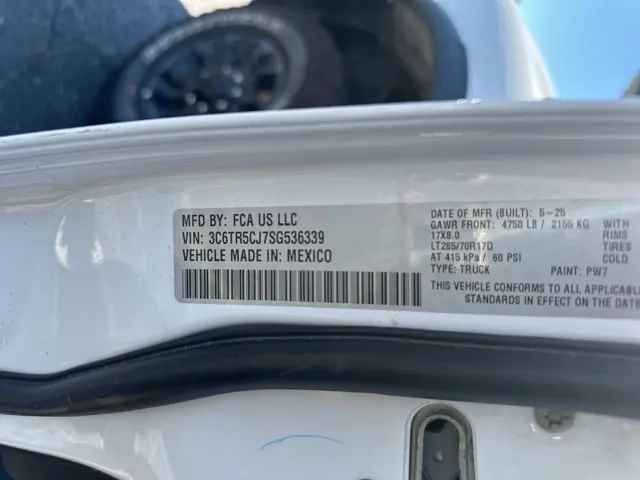 MFD BY: FCA US LLC
VIN: 3C6TR5CJ7SG536339
VEHICLE MADE IN: MEXICO
DATE OF MFR (BUILT): 5-25
GAWR FRONT: 4750 LB / 2155 KG WITH
17X8.0 RIMS
LT285/70R17D TIRES
AT 415 kPa / 60 PSI COLD
TYPE: TRUCK PAINT: PW7
THIS VEHICLE CONFORMS TO ALL APPLICABLE
STANDARDS IN EFFECT ON THE DATE